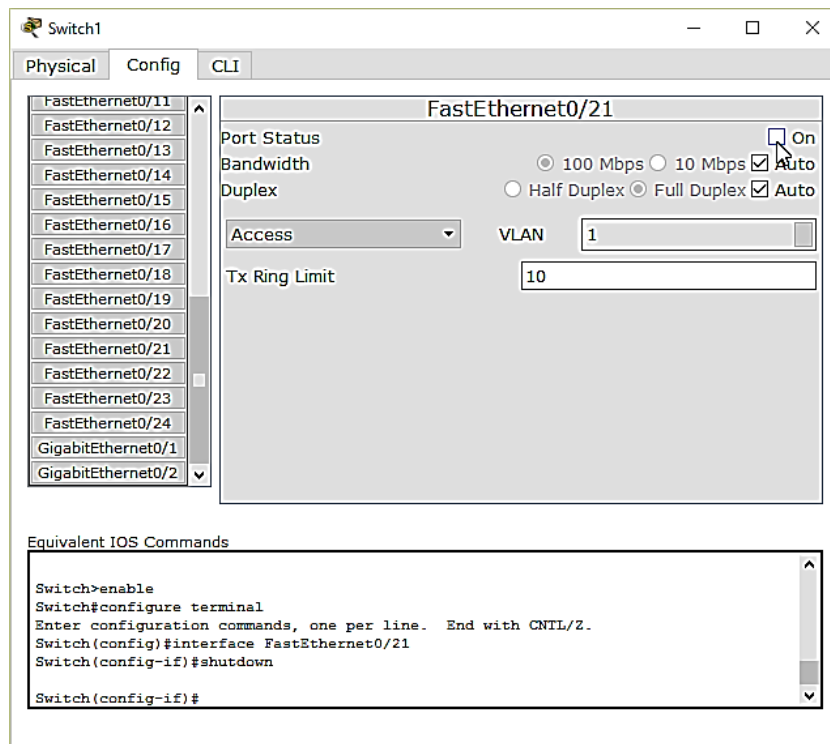 Switch1
Physical Config CLI
FastEthernet0/11
FastEthernet0/12
FastEthernet0/13
FastEthernet0/14
FastEthernet0/15
FastEthernet0/16
FastEthernet0/17
FastEthernet0/18
FastEthernet0/19
FastEthernet0/20
FastEthernet0/21
FastEthernet0/22
FastEthernet0/23
FastEthernet0/24
GigabitEthernet0/1
GigabitEthernet0/2
FastEthernet0/21
Port Status On
Bandwidth 100 Mbps 10 Mbps Auto
Duplex Half Duplex Full Duplex Auto
Access VLAN 1
Tx Ring Limit 10
Equivalent IOS Commands
Switch>enable
Switch#configure terminal
Enter configuration commands, one per line. End with CNTL/Z.
Switch(config)#interface FastEthernet0/21
Switch(config-if)#shutdown
Switch(config-if)#